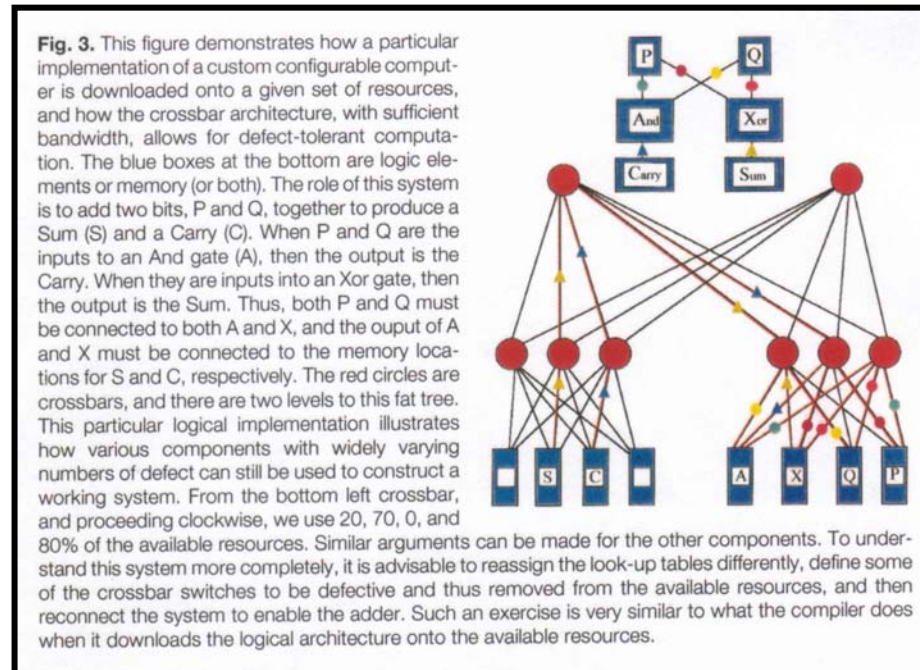 Fig. 3. This figure demonstrates how a particular
implementation of a custom configurable comput-
er is downloaded onto a given set of resources,
and how the crossbar architecture, with sufficient
bandwidth, allows for defect-tolerant computa-
tion. The blue boxes at the bottom are logic ele-
ments or memory (or both). The role of this system
is to add two bits, P and Q, together to produce a
Sum (S) and a Carry (C). When P and Q are the
inputs to an And gate (A), then the output is the
Carry. When they are inputs into an Xor gate, then
the output is the Sum. Thus, both P and Q must
be connected to both A and X, and the ouput of A
and X must be connected to the memory loca-
tions for S and C, respectively. The red circles are
crossbars, and there are two levels to this fat tree.
This particular logical implementation illustrates
how various components with widely varying
numbers of defect can still be used to construct a
working system. From the bottom left crossbar,
and proceeding clockwise, we use 20, 70, 0, and
80% of the available resources. Similar arguments can be made for the other components. To under-
stand this system more completely, it is advisable to reassign the look-up tables differently, define some
of the crossbar switches to be defective and thus removed from the available resources, and then
reconnect the system to enable the adder. Such an exercise is very similar to what the compiler does
when it downloads the logical architecture onto the available resources.
P Q
And Xor
Carry Sum
S C A X Q P